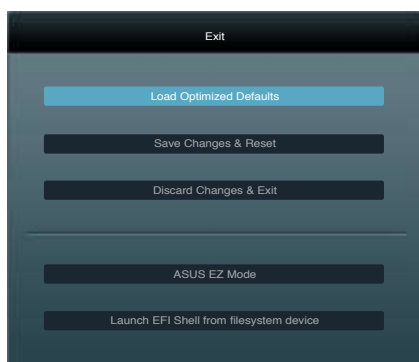 Exit
Load Optimized Defaults
Save Changes & Reset
Discard Changes & Exit
ASUS EZ Mode
Launch EFI Shell from filesystem device